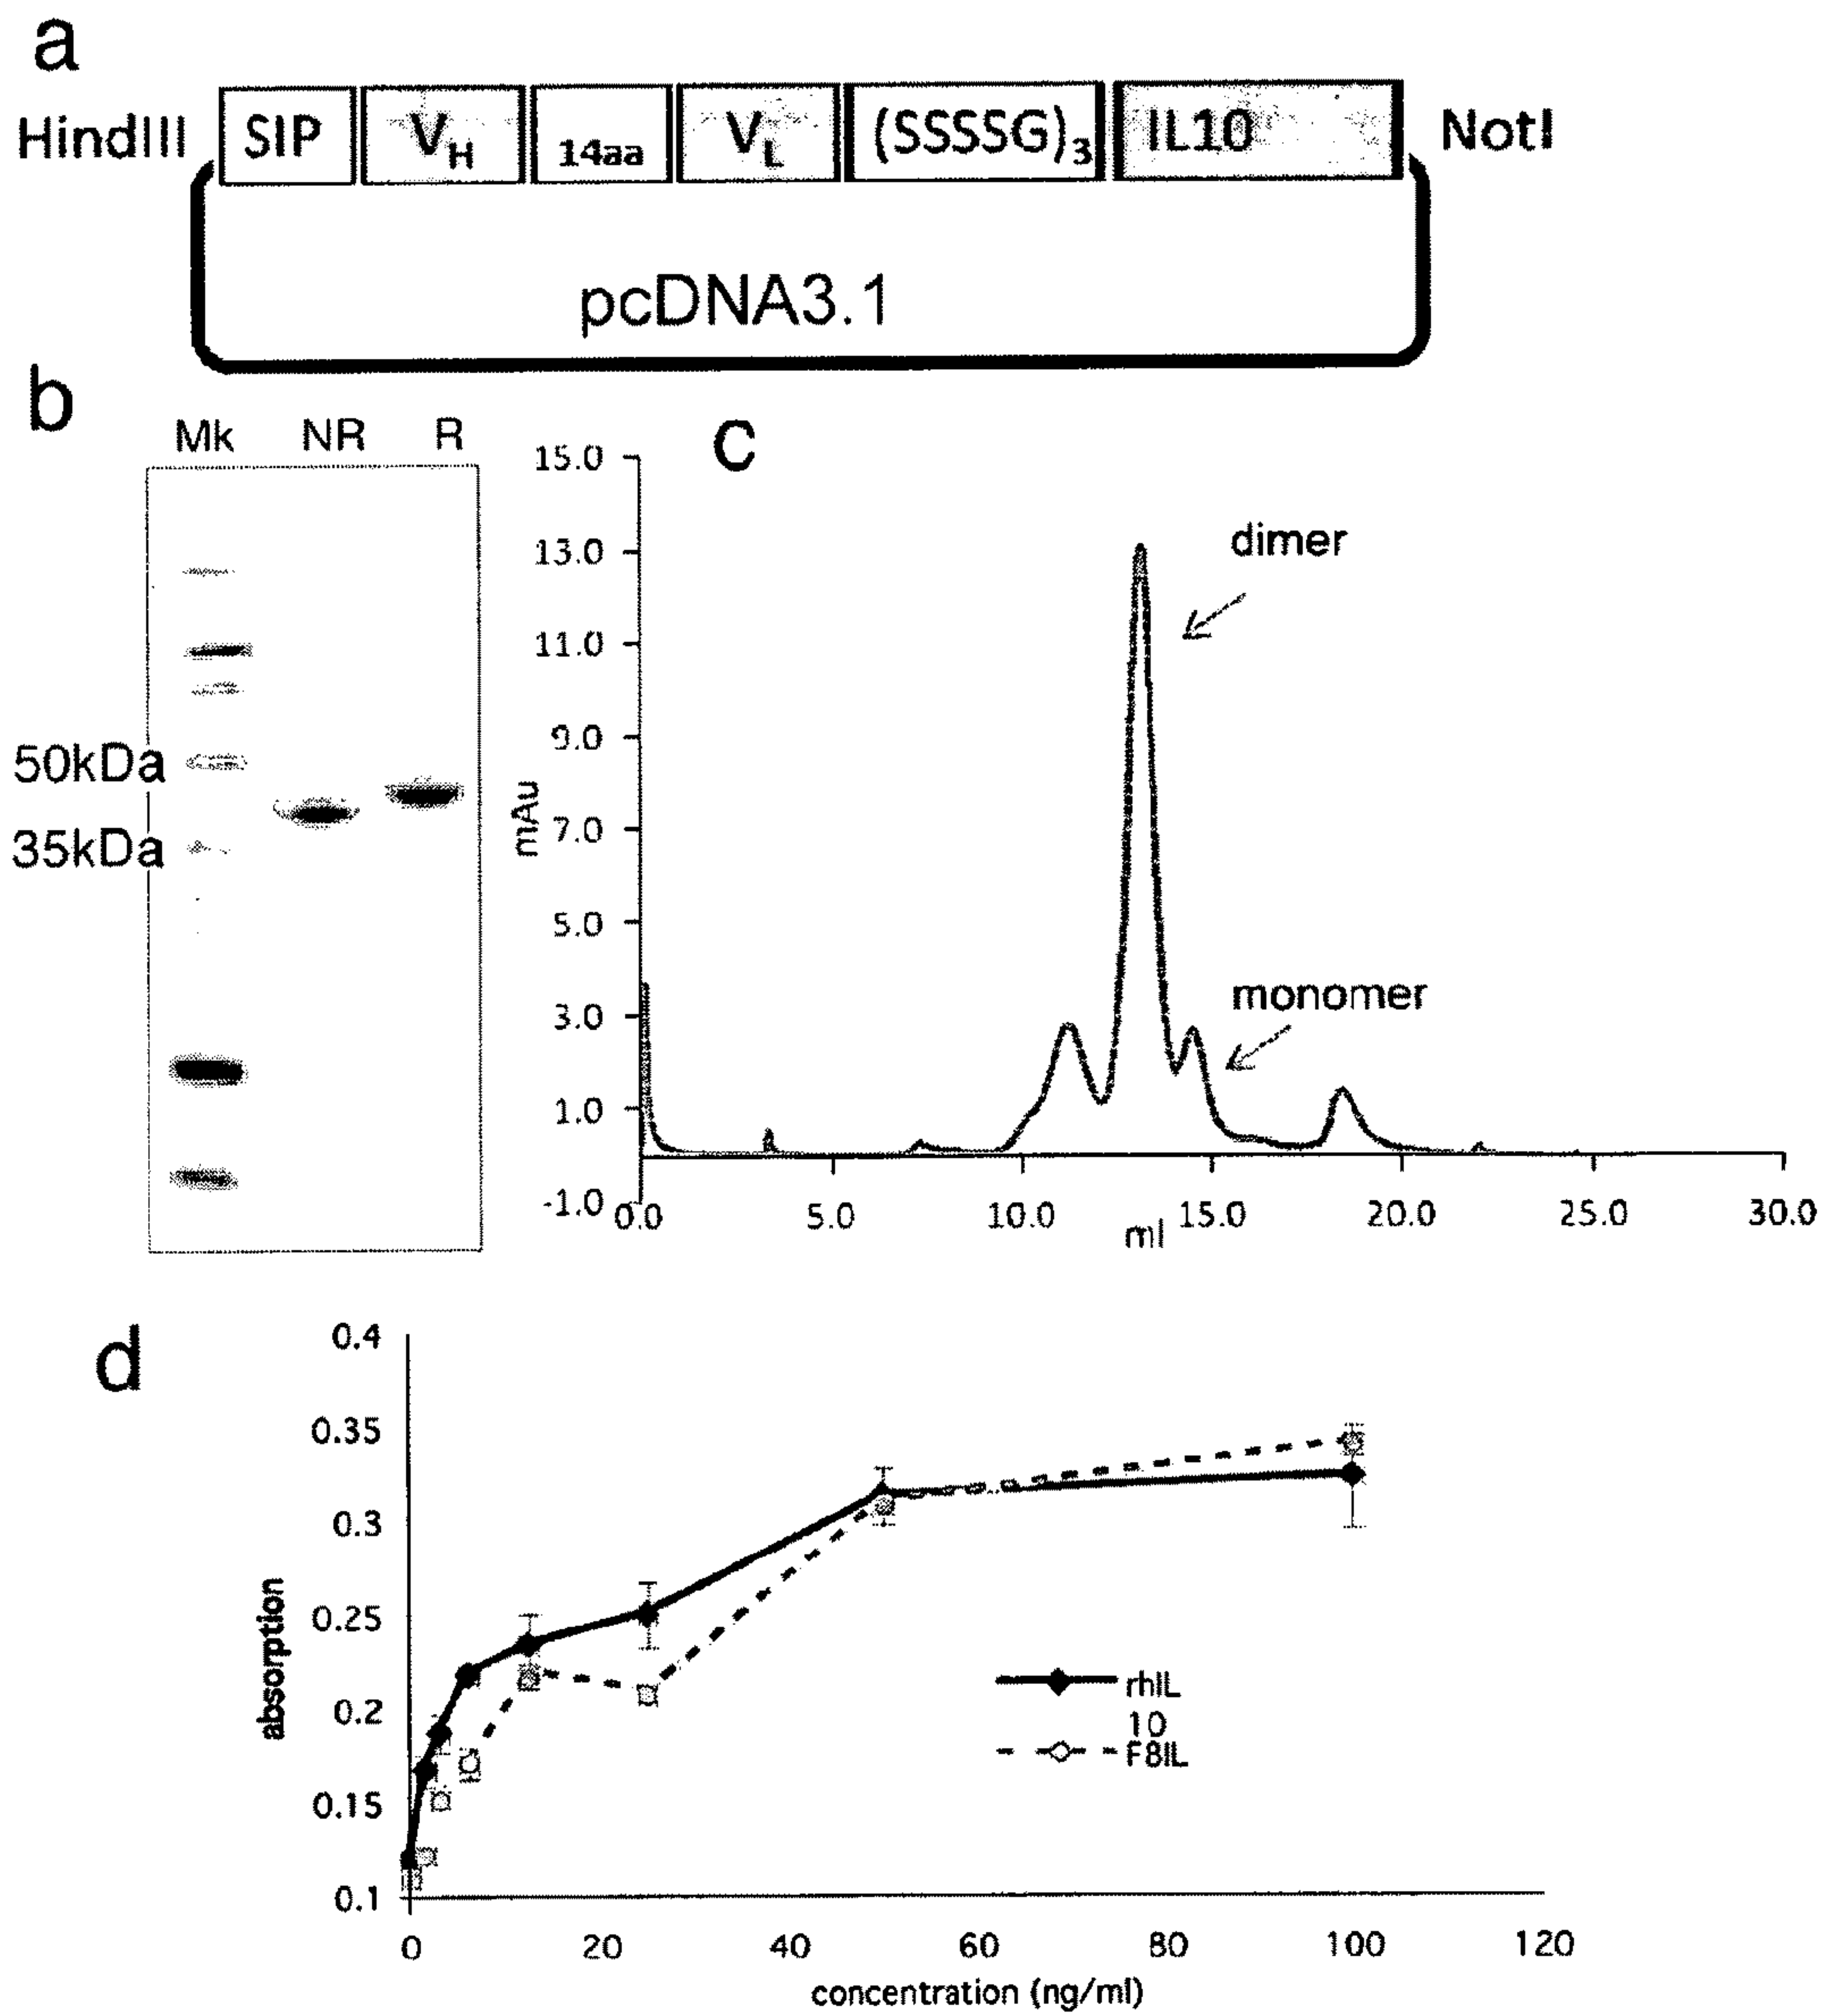 a
HindIII SIP VH 14aa VL (SSSSG)3 IL10 NotI
pcDNA3.1
b
Mk NR R
50kDa
35kDa
c
15.0
13.0
11.0
9.0
7.0
5.0
3.0
1.0
-1.0
mAu
dimer
monomer
0.0 5.0 10.0 15.0 20.0 25.0 30.0
ml
d
0.4
0.35
0.3
0.25
0.2
0.15
0.1
absorption
rhIL
10
F8IL
0 20 40 60 80 100 120
concentration (ng/ml)